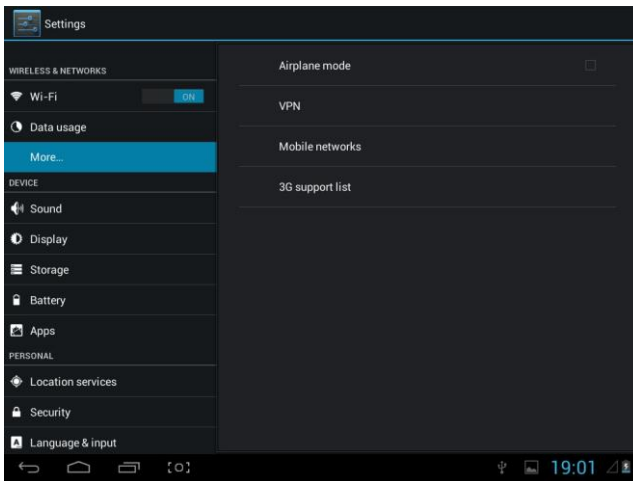 Settings
WIRELESS & NETWORKS
Wi-Fi ON
Data usage
More...
DEVICE
Sound
Display
Storage
Battery
Apps
PERSONAL
Location services
Security
Language & input
Airplane mode
VPN
Mobile networks
3G support list
19:01